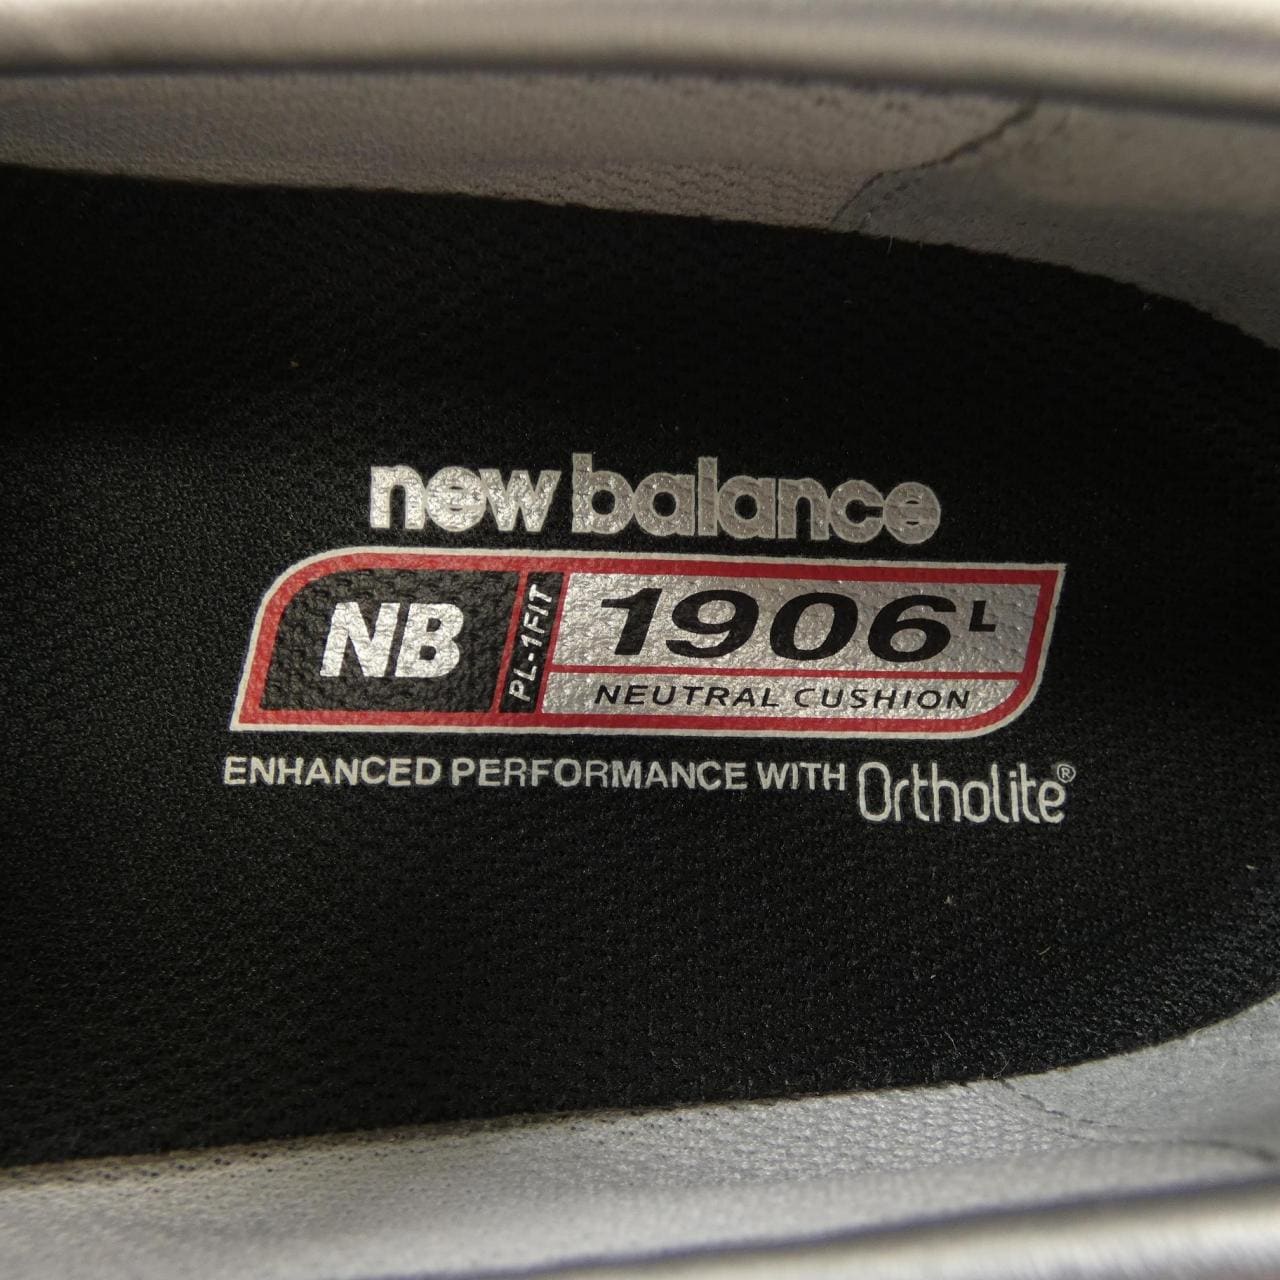 new balance
NB
PL-1FIT
1906L
NEUTRAL CUSHION
ENHANCED PERFORMANCE WITH Ortholite®